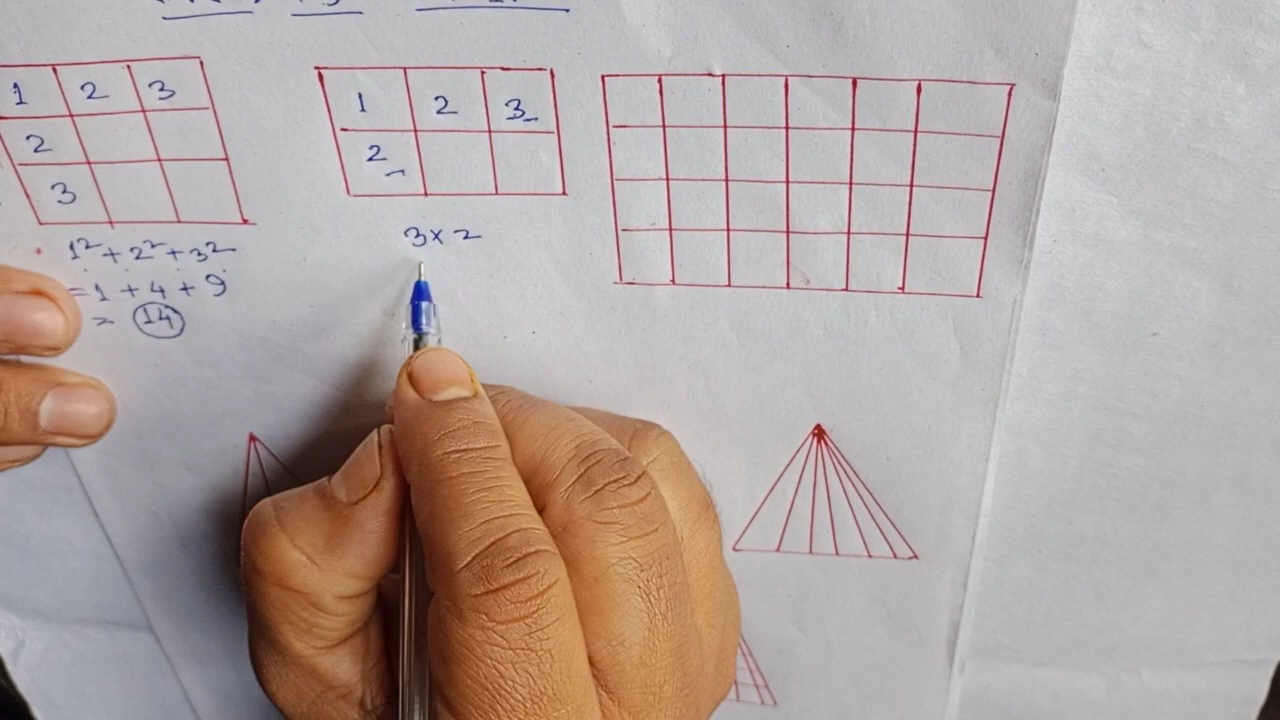 1 2 3
2
3
1² + 2² + 3²
= 1 + 4 + 9
= 14
1 2 3
2
3 × 2